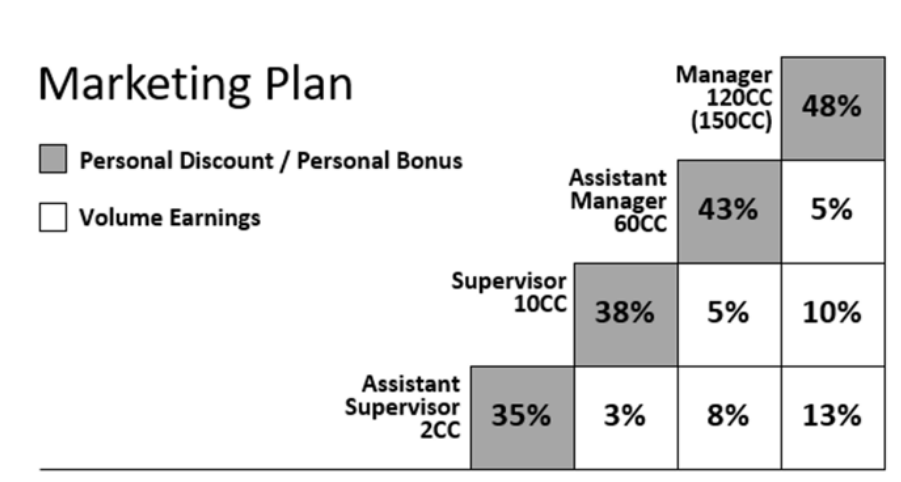 Marketing Plan
Personal Discount / Personal Bonus
Volume Earnings
Manager
120CC
(150CC)
48%
Assistant
Manager
60CC
43% 5%
Supervisor
10CC
38% 5% 10%
Assistant
Supervisor
2CC
35% 3% 8% 13%